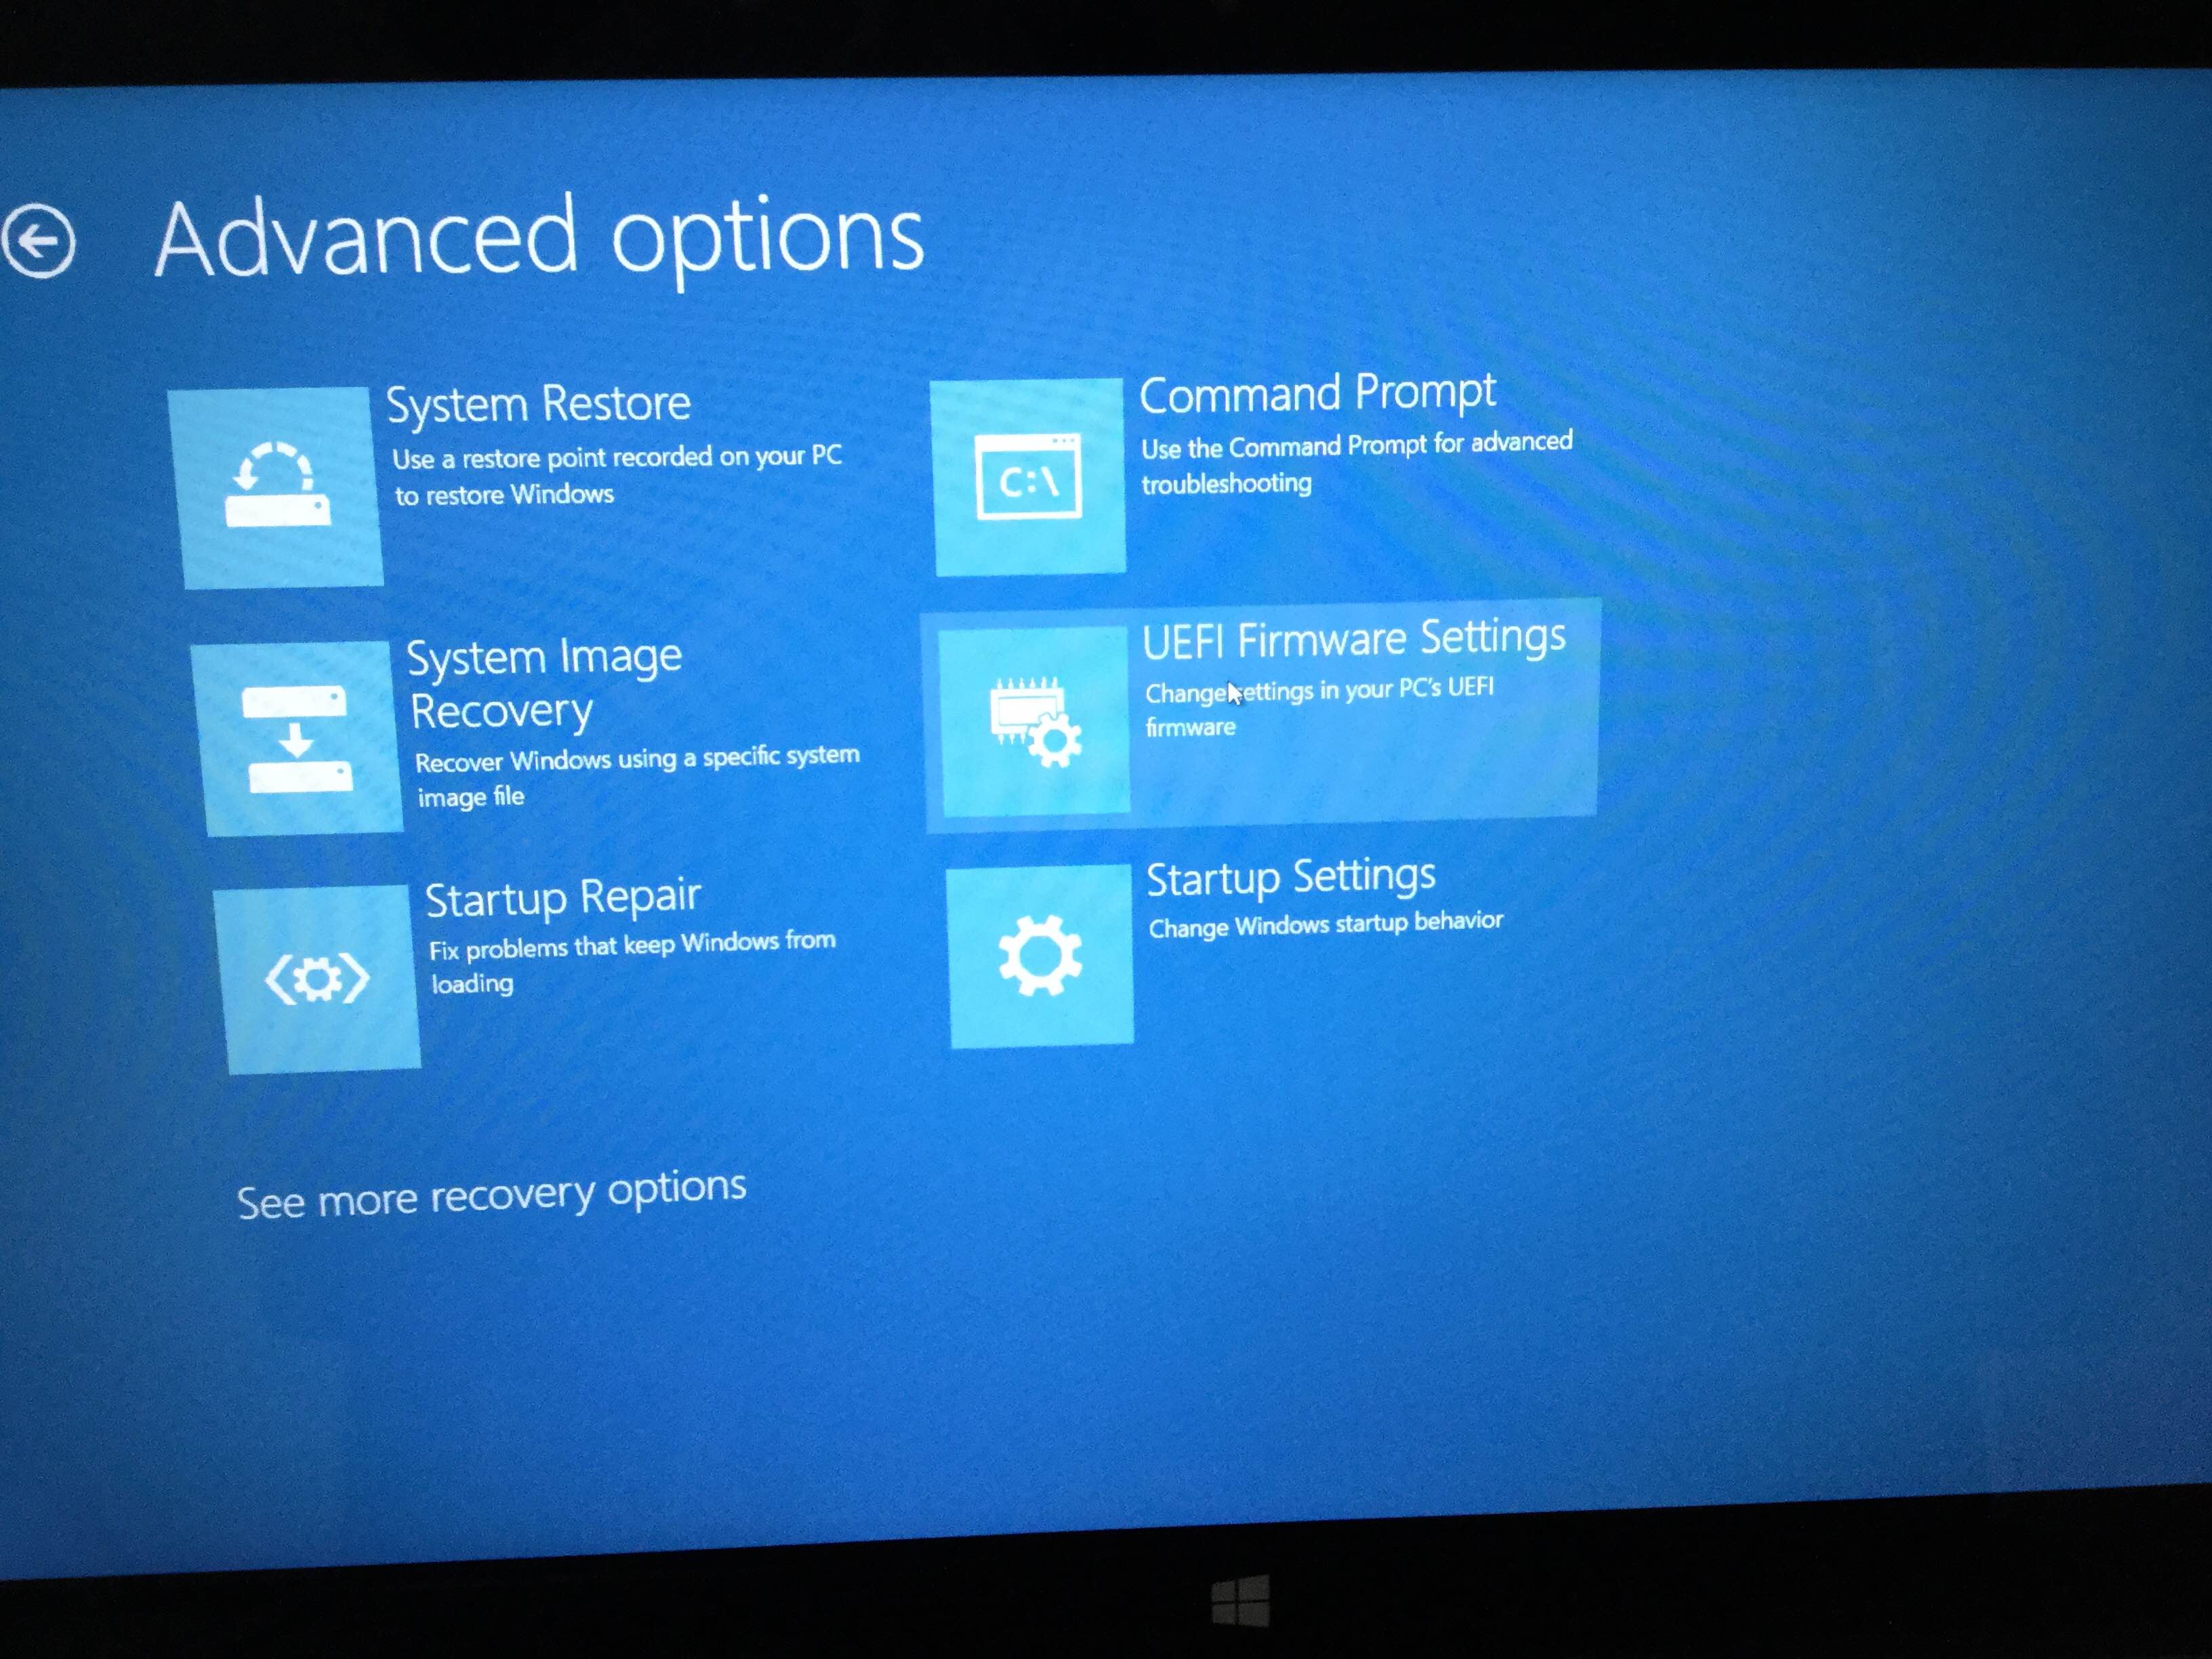 Advanced options
System Restore
Use a restore point recorded on your PC
to restore Windows
System Image
Recovery
Recover Windows using a specific system
image file
Startup Repair
Fix problems that keep Windows from
loading
See more recovery options
Command Prompt
Use the Command Prompt for advanced
troubleshooting
C:\
UEFI Firmware Settings
Change settings in your PC's UEFI
firmware
Startup Settings
Change Windows startup behavior